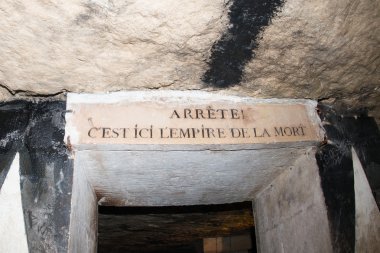 ARRÊTE!
C'EST ICI L'EMPIRE DE LA MORT